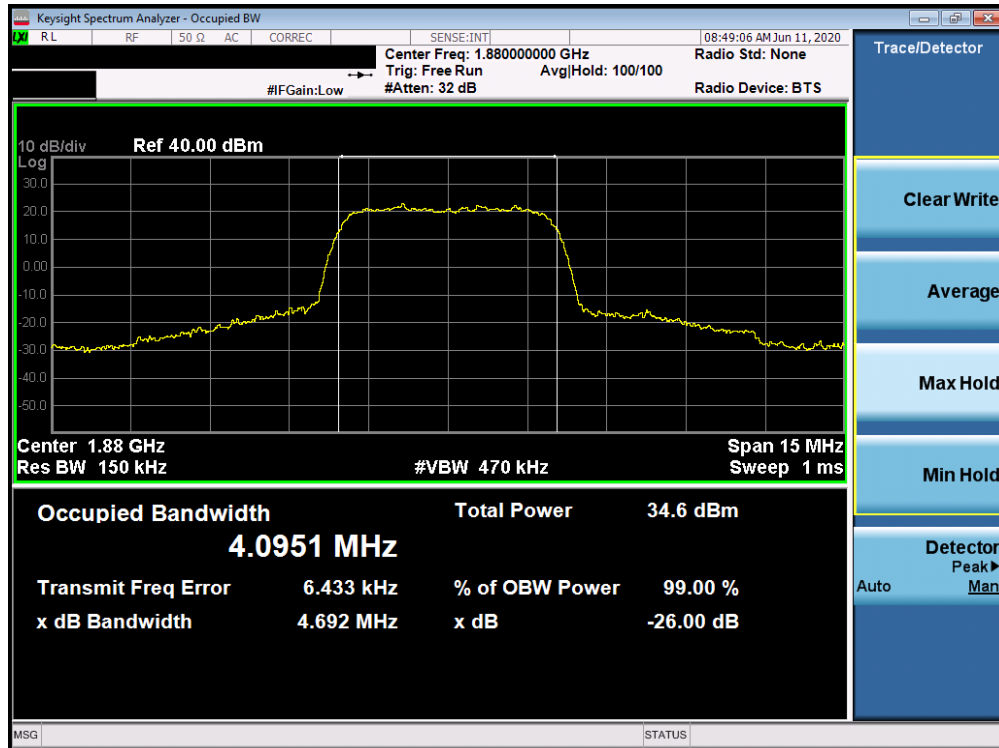 Keysight Spectrum Analyzer - Occupied BW
LXI RL RF 50 Ω AC CORREC SENSE:INT 08:49:06 AM Jun 11, 2020
Center Freq: 1.880000000 GHz Radio Std: None
Trig: Free Run Avg|Hold: 100/100
#IFGain:Low #Atten: 32 dB Radio Device: BTS
Trace/Detector
10 dB/div Ref 40.00 dBm
Log
30.0
20.0
10.0
0.00
-10.0
-20.0
-30.0
-40.0
-50.0
Center 1.88 GHz Span 15 MHz
Res BW 150 kHz #VBW 470 kHz Sweep 1 ms
Occupied Bandwidth Total Power 34.6 dBm
4.0951 MHz
Transmit Freq Error 6.433 kHz % of OBW Power 99.00 %
x dB Bandwidth 4.692 MHz x dB -26.00 dB
Clear Write
Average
Max Hold
Min Hold
Detector
Peak▶
Auto Man
MSG STATUS